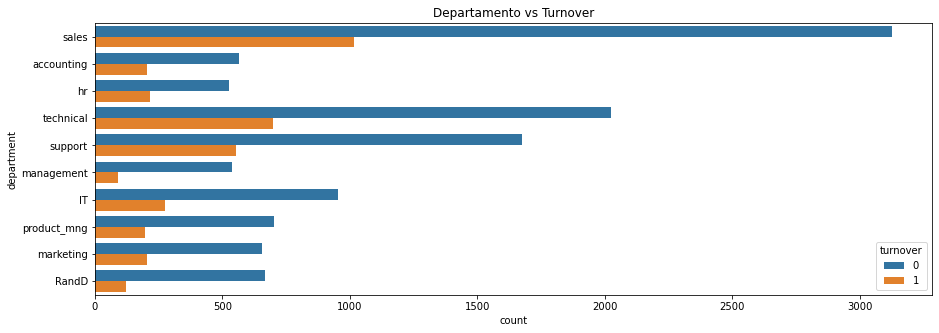 Departamento vs Turnover
sales
accounting
hr
technical
support
management
IT
product_mng
marketing
RandD
department
0 500 1000 1500 2000 2500 3000
count
turnover
0
1